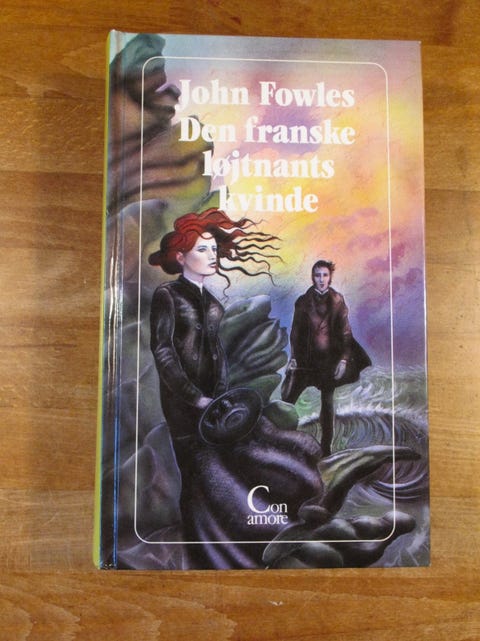 John Fowles
Den franske
løjtnants
kvinde
Con
amore